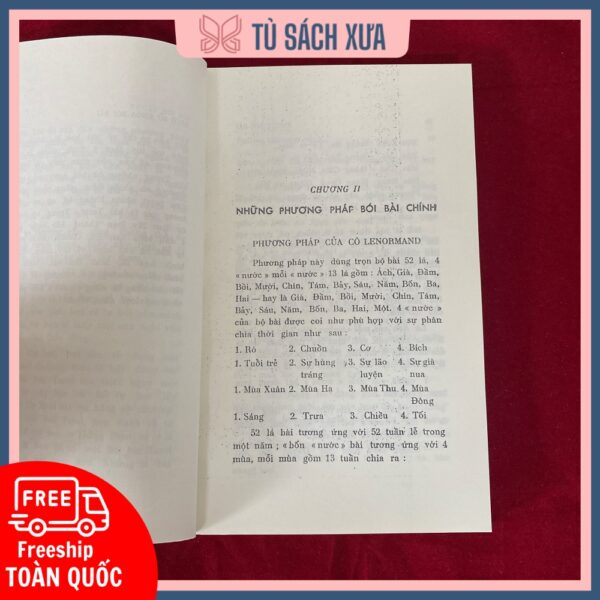 TỦ SÁCH XƯA
CHƯƠNG II
NHỮNG PHƯƠNG PHÁP BÓI BÀI CHÍNH
PHƯƠNG PHÁP CỦA CÔ LENORMAND
Phương pháp này dùng trọn bộ bài 52 lá, 4
« nước » mỗi « nước » 13 lá gồm : Ách, Già, Đầm,
Bồi, Mười, Chín, Tám, Bảy, Sáu, Năm, Bốn, Ba,
Hai — hay là Già, Đầm, Bồi, Mười, Chín, Tám,
Bảy, Sáu, Năm, Bốn, Ba, Hai, Một. 4 « nước »
của bộ bài được coi như phù hợp với sự phân
chia thời gian như sau :
1. Rô 2. Chuồn 3. Cơ 4. Bích
1. Tuổi trẻ 2. Sự hùng tráng 3. Sự lão luyện 4. Sự già nua
1. Mùa Xuân 2. Mùa Hạ 3. Mùa Thu 4. Mùa Đông
1. Sáng 2. Trưa 3. Chiều 4. Tối
52 lá bài tương ứng với 52 tuần lễ trong
một năm ; «bốn « nước » bài tương ứng với 4
mùa, mỗi mùa gồm 13 tuần chia ra :
FREE
Freeship
TOÀN QUỐC